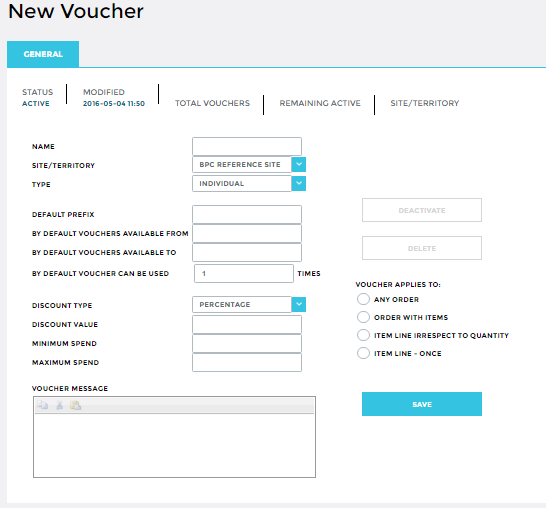 New Voucher
GENERAL
STATUS
ACTIVE
MODIFIED
2016-05-04 11:50
TOTAL VOUCHERS
REMAINING ACTIVE
SITE/TERRITORY
NAME
SITE/TERRITORY BPC REFERENCE SITE
TYPE INDIVIDUAL
DEFAULT PREFIX
BY DEFAULT VOUCHERS AVAILABLE FROM
BY DEFAULT VOUCHERS AVAILABLE TO
BY DEFAULT VOUCHER CAN BE USED 1 TIMES
DISCOUNT TYPE PERCENTAGE
DISCOUNT VALUE
MINIMUM SPEND
MAXIMUM SPEND
VOUCHER MESSAGE
DEACTIVATE
DELETE
VOUCHER APPLIES TO:
ANY ORDER
ORDER WITH ITEMS
ITEM LINE IRRESPECT TO QUANTITY
ITEM LINE - ONCE
SAVE